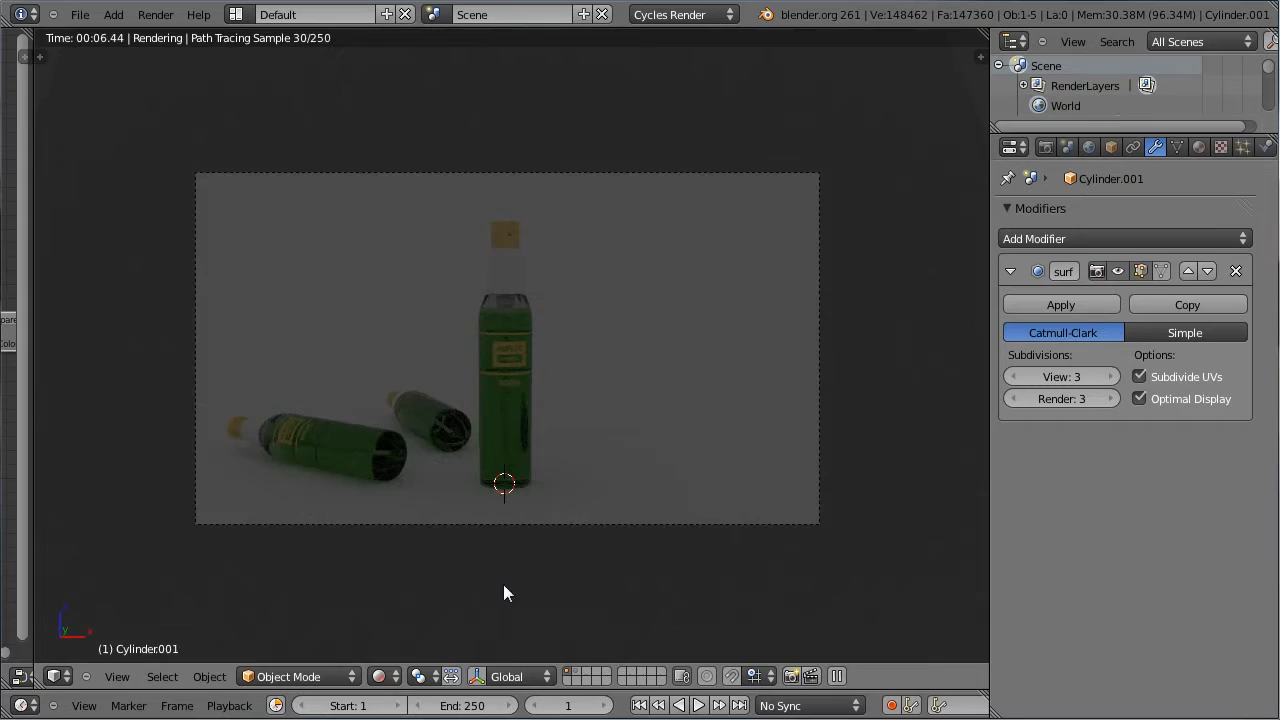 File Add Render Help Default Scene Cycles Render blender.org 261 | Ve:148462 | Fa:147360 | Ob:1-5 | La:0 | Mem:30.38M (96.34M) | Cylinder.001
Time: 00:06.44 | Rendering | Path Tracing Sample 30/250
View Search All Scenes
Scene
RenderLayers |
World
Cylinder.001
Modifiers
Add Modifier
surf
Apply Copy
Catmull-Clark Simple
Subdivisions: Options:
View: 3 Subdivide UVs
Render: 3 Optimal Display
(1) Cylinder.001
View Select Object Object Mode Global
View Marker Frame Playback Start: 1 End: 250 1 No Sync